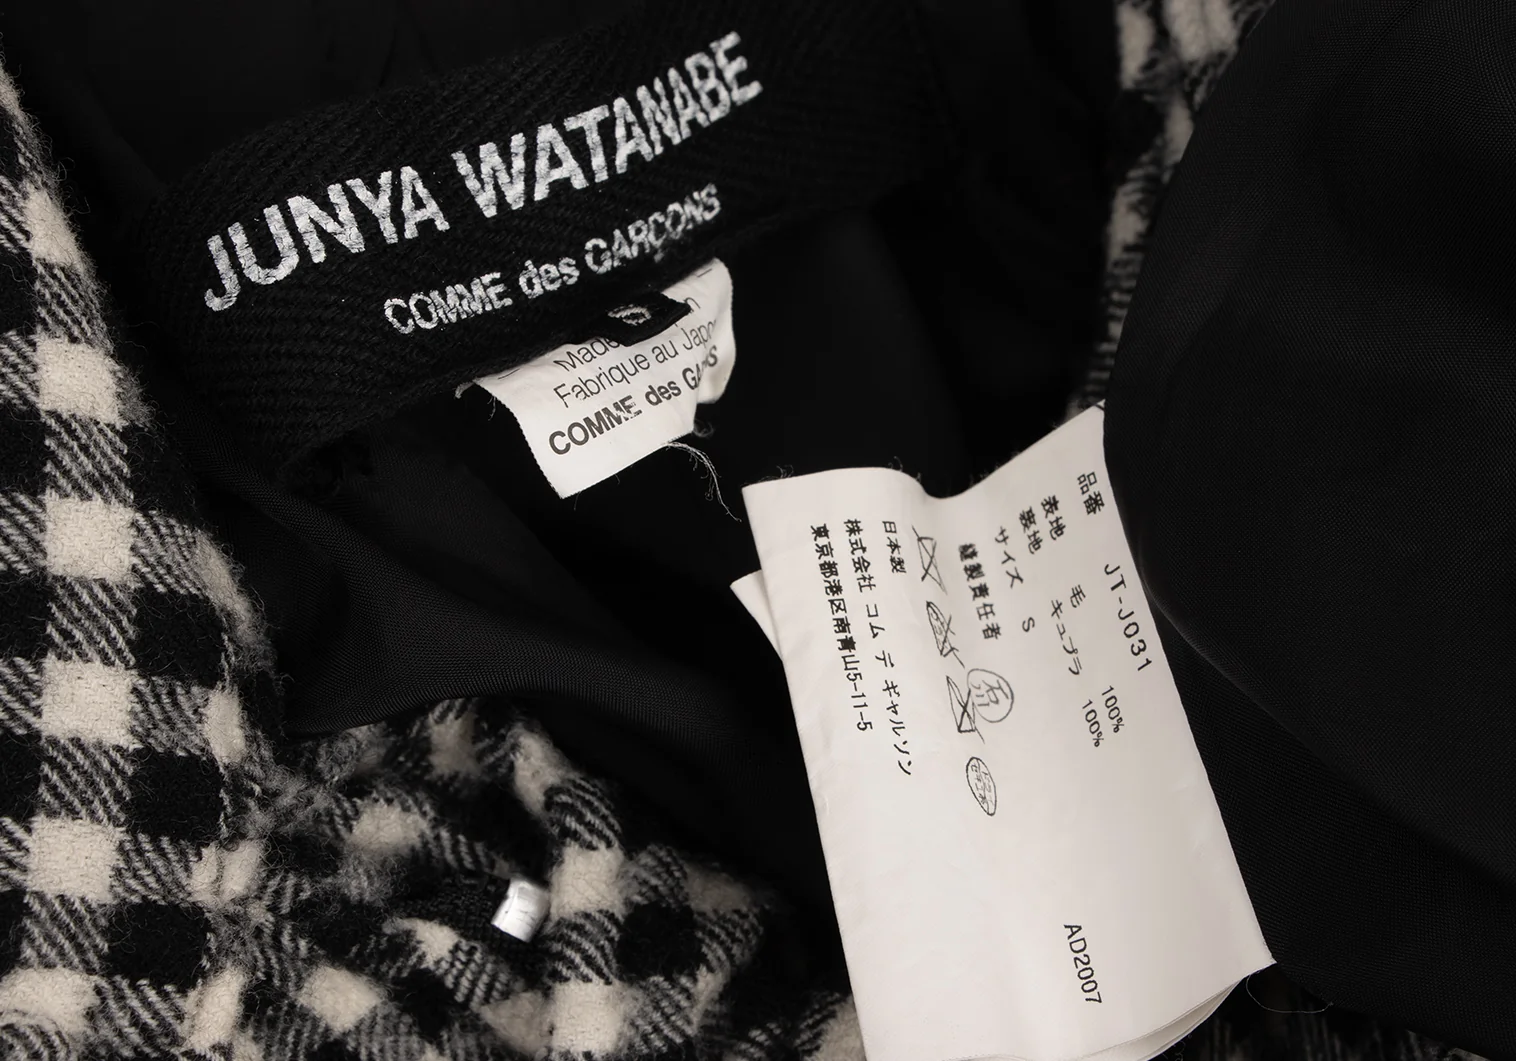 JUNYA WATANABE
COMME des GARÇONS
Made
Fabrique au Japon
COMME des
品番 JT-J031
表地 毛 100%
裏地 キュプラ 100%
サイズ S
縫製責任者
日本製
株式会社 コム デ ギャルソン
東京都港区南青山5-11-5
AD2007